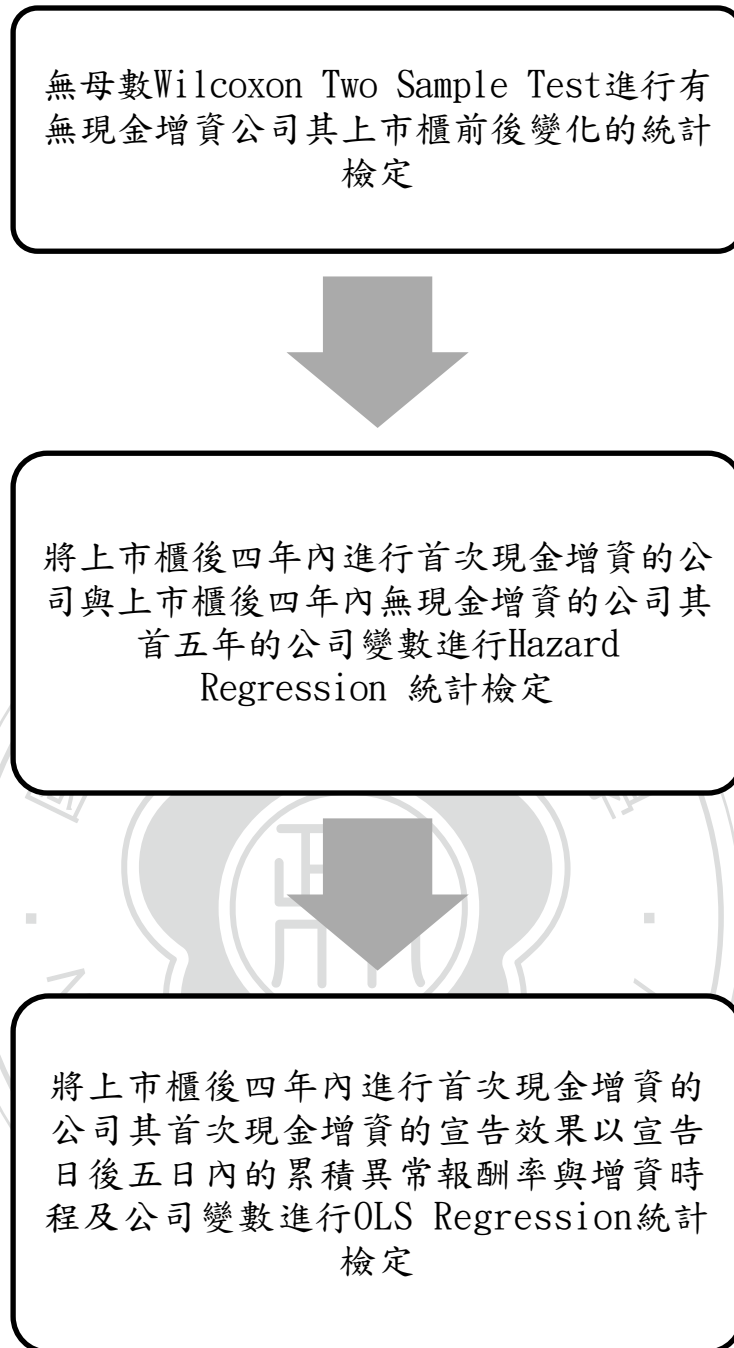 無母數Wilcoxon Two Sample Test進行有
無現金增資公司其上市櫃前後變化的統計
檢定
將上市櫃後四年內進行首次現金增資的公
司與上市櫃後四年內無現金增資的公司其
首五年的公司變數進行Hazard
Regression 統計檢定
將上市櫃後四年內進行首次現金增資的
公司其首次現金增資的宣告效果以宣告
日後五日內的累積異常報酬率與增資時
程及公司變數進行OLS Regression統計
檢定